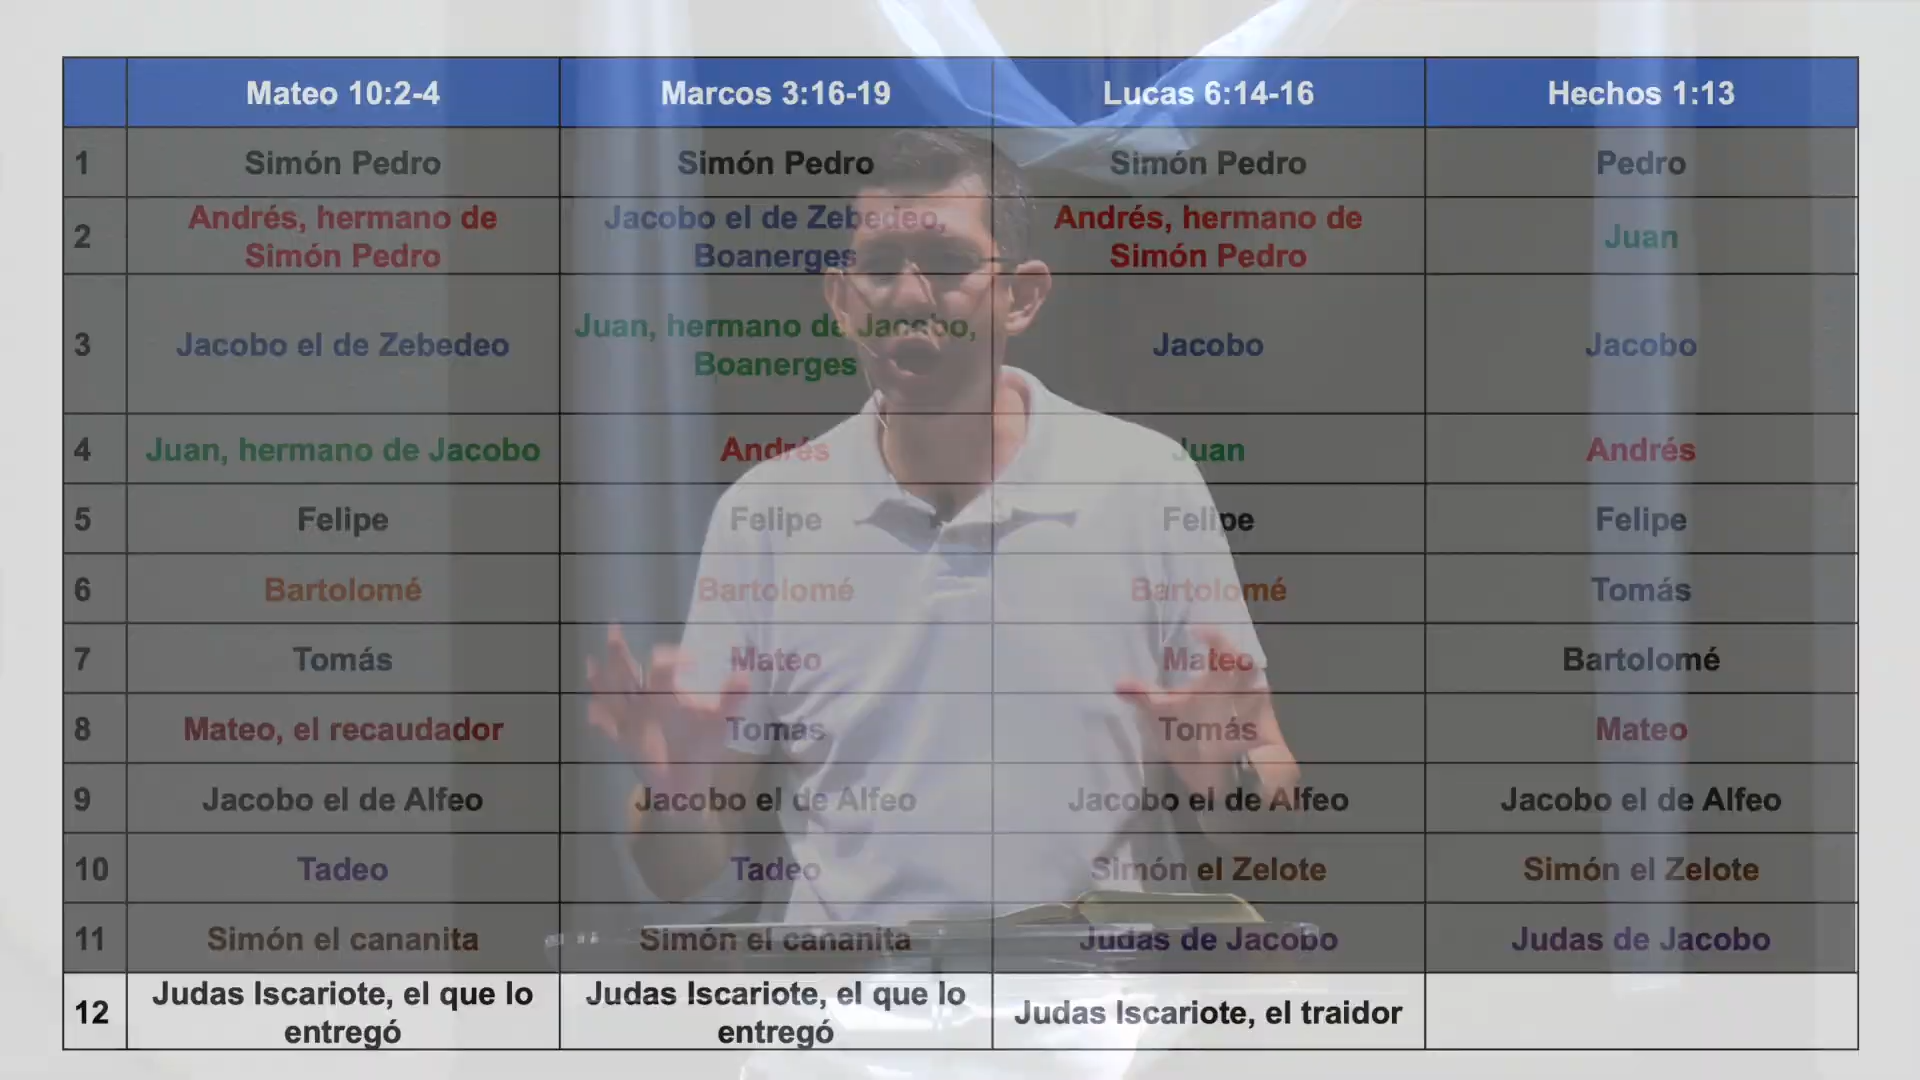 Mateo 10:2-4 Marcos 3:16-19 Lucas 6:14-16 Hechos 1:13
1 Simón Pedro Simón Pedro Simón Pedro Pedro
2 Andrés, hermano de Simón Pedro Jacobo el de Zebedeo, Boanerges Andrés, hermano de Simón Pedro Juan
3 Jacobo el de Zebedeo Juan, hermano de Jacobo, Boanerges Jacobo Jacobo
4 Juan, hermano de Jacobo Andrés Juan Andrés
5 Felipe Felipe Felipe Felipe
6 Bartolomé Bartolomé Bartolomé Tomás
7 Tomás Mateo Mateo Bartolomé
8 Mateo, el recaudador Tomás Tomás Mateo
9 Jacobo el de Alfeo Jacobo el de Alfeo Jacobo el de Alfeo Jacobo el de Alfeo
10 Tadeo Tadeo Simón el Zelote Simón el Zelote
11 Simón el cananita Simón el cananita Judas de Jacobo Judas de Jacobo
12 Judas Iscariote, el que lo entregó Judas Iscariote, el que lo entregó Judas Iscariote, el traidor